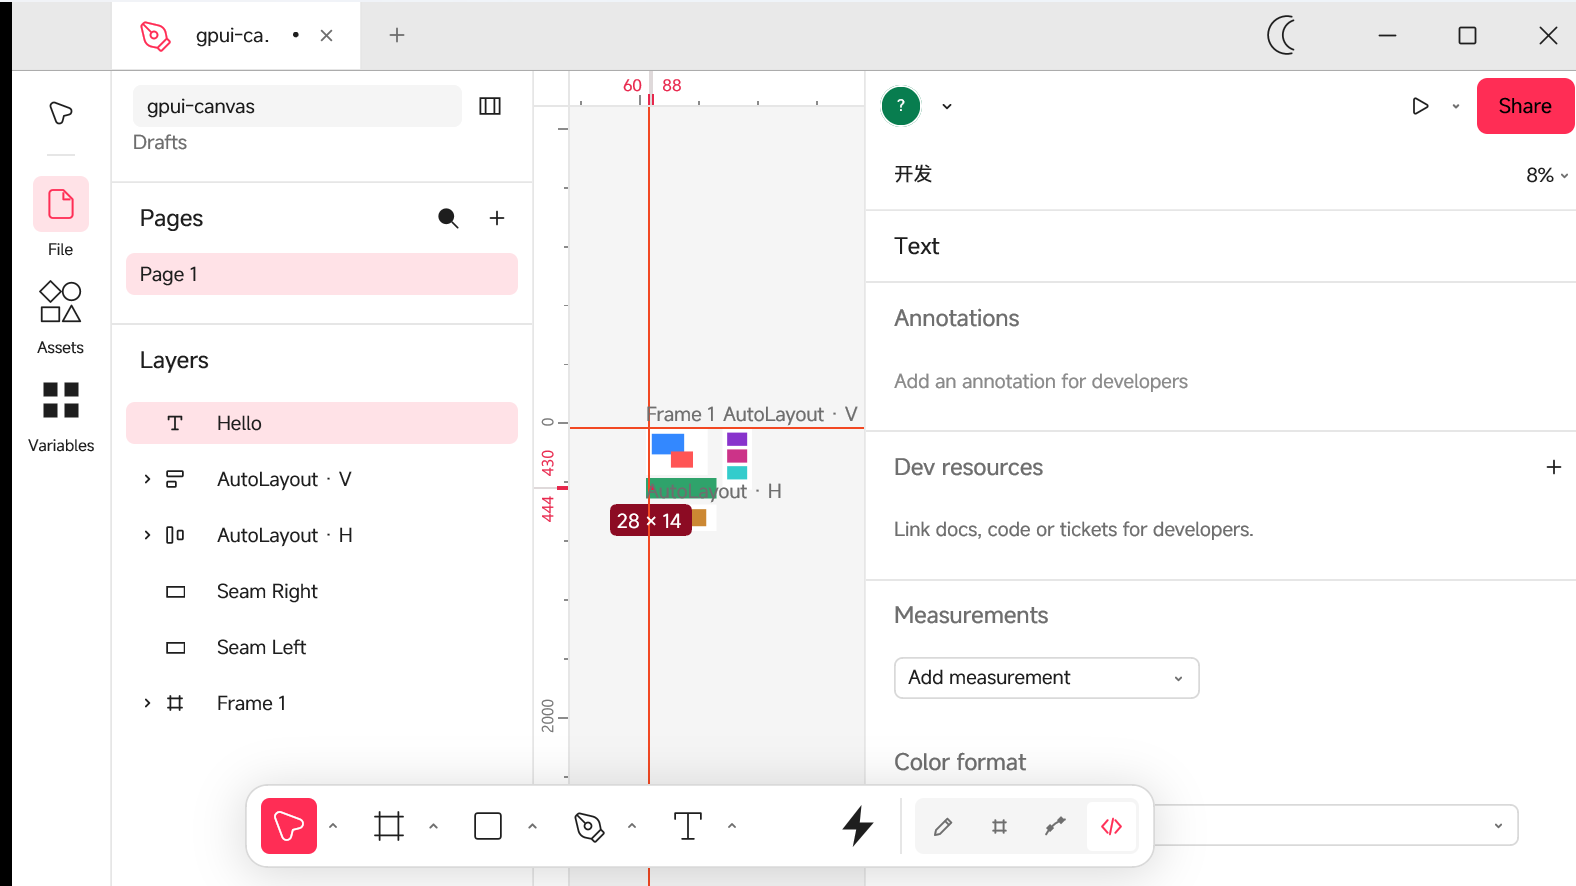 gpui-ca.
gpui-canvas
Drafts
File
Assets
Variables
Pages
Page 1
Layers
Hello
AutoLayout · V
AutoLayout · H
Seam Right
Seam Left
Frame 1
60 88
0
430
444
2000
Frame 1 AutoLayout · V
AutoLayout · H
28 × 14
?
Share
开发
8%
Text
Annotations
Add an annotation for developers
Dev resources
Link docs, code or tickets for developers.
Measurements
Add measurement
Color format